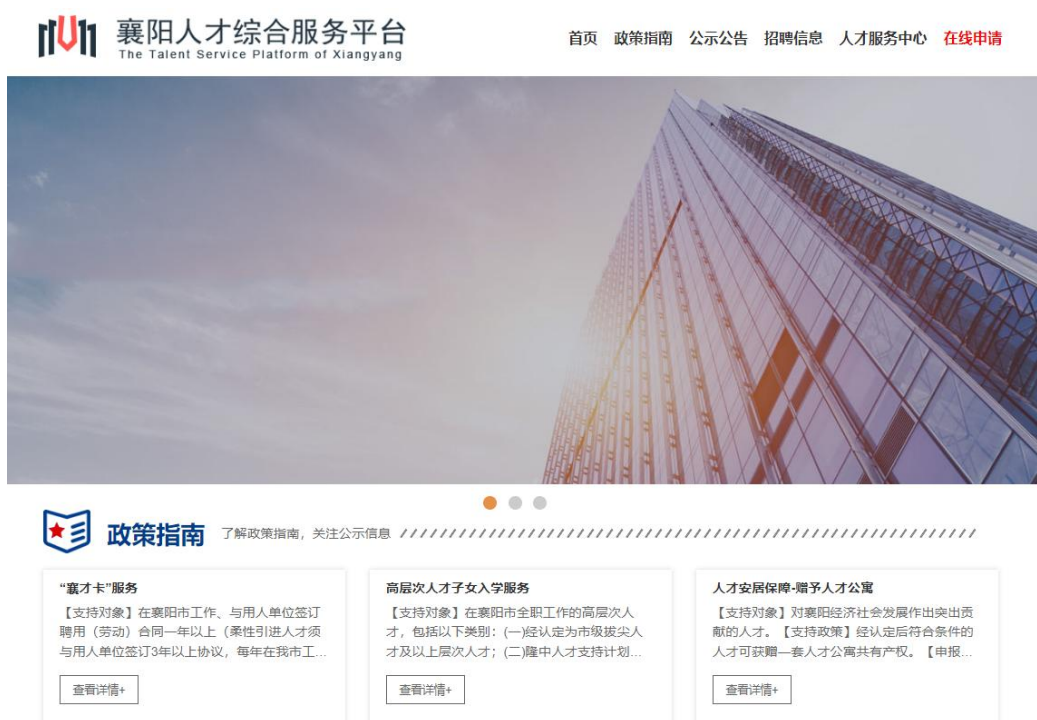 襄阳人才综合服务平台
The Talent Service Platform of Xiangyang
首页 政策指南 公示公告 招聘信息 人才服务中心 在线申请
政策指南 了解政策指南，关注公示信息
“襄才卡”服务
【支持对象】在襄阳市工作、与用人单位签订
聘用（劳动）合同一年以上（柔性引进人才须
与用人单位签订3年以上协议，每年在我市工...
查看详情+
高层次人才子女入学服务
【支持对象】在襄阳市全职工作的高层次人
才，包括以下类别：(一)经认定为市级拔尖人
才及以上层次人才；(二)隆中人才支持计划...
查看详情+
人才安居保障-赠予人才公寓
【支持对象】对襄阳经济社会发展作出突出贡
献的人才。【支持政策】经认定后符合条件的
人才可获赠一套人才公寓共有产权。【申报...
查看详情+